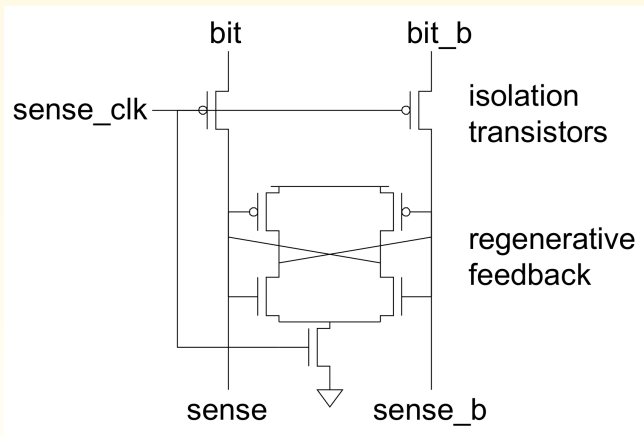 bit
bit_b
sense_clk
isolation
transistors
regenerative
feedback
sense
sense_b